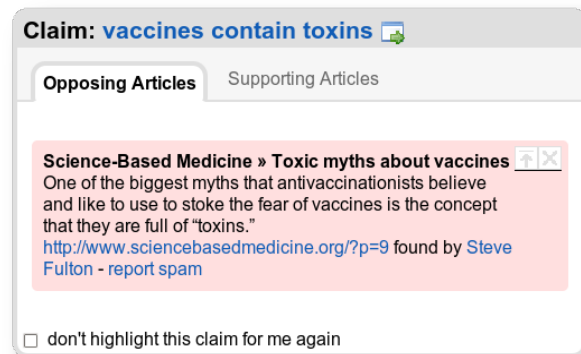 Claim: vaccines contain toxins
Opposing Articles
Supporting Articles
Science-Based Medicine » Toxic myths about vaccines
One of the biggest myths that antivaccinationists believe
and like to use to stoke the fear of vaccines is the concept
that they are full of “toxins.”
http://www.sciencebasedmedicine.org/?p=9 found by Steve
Fulton - report spam
don't highlight this claim for me again